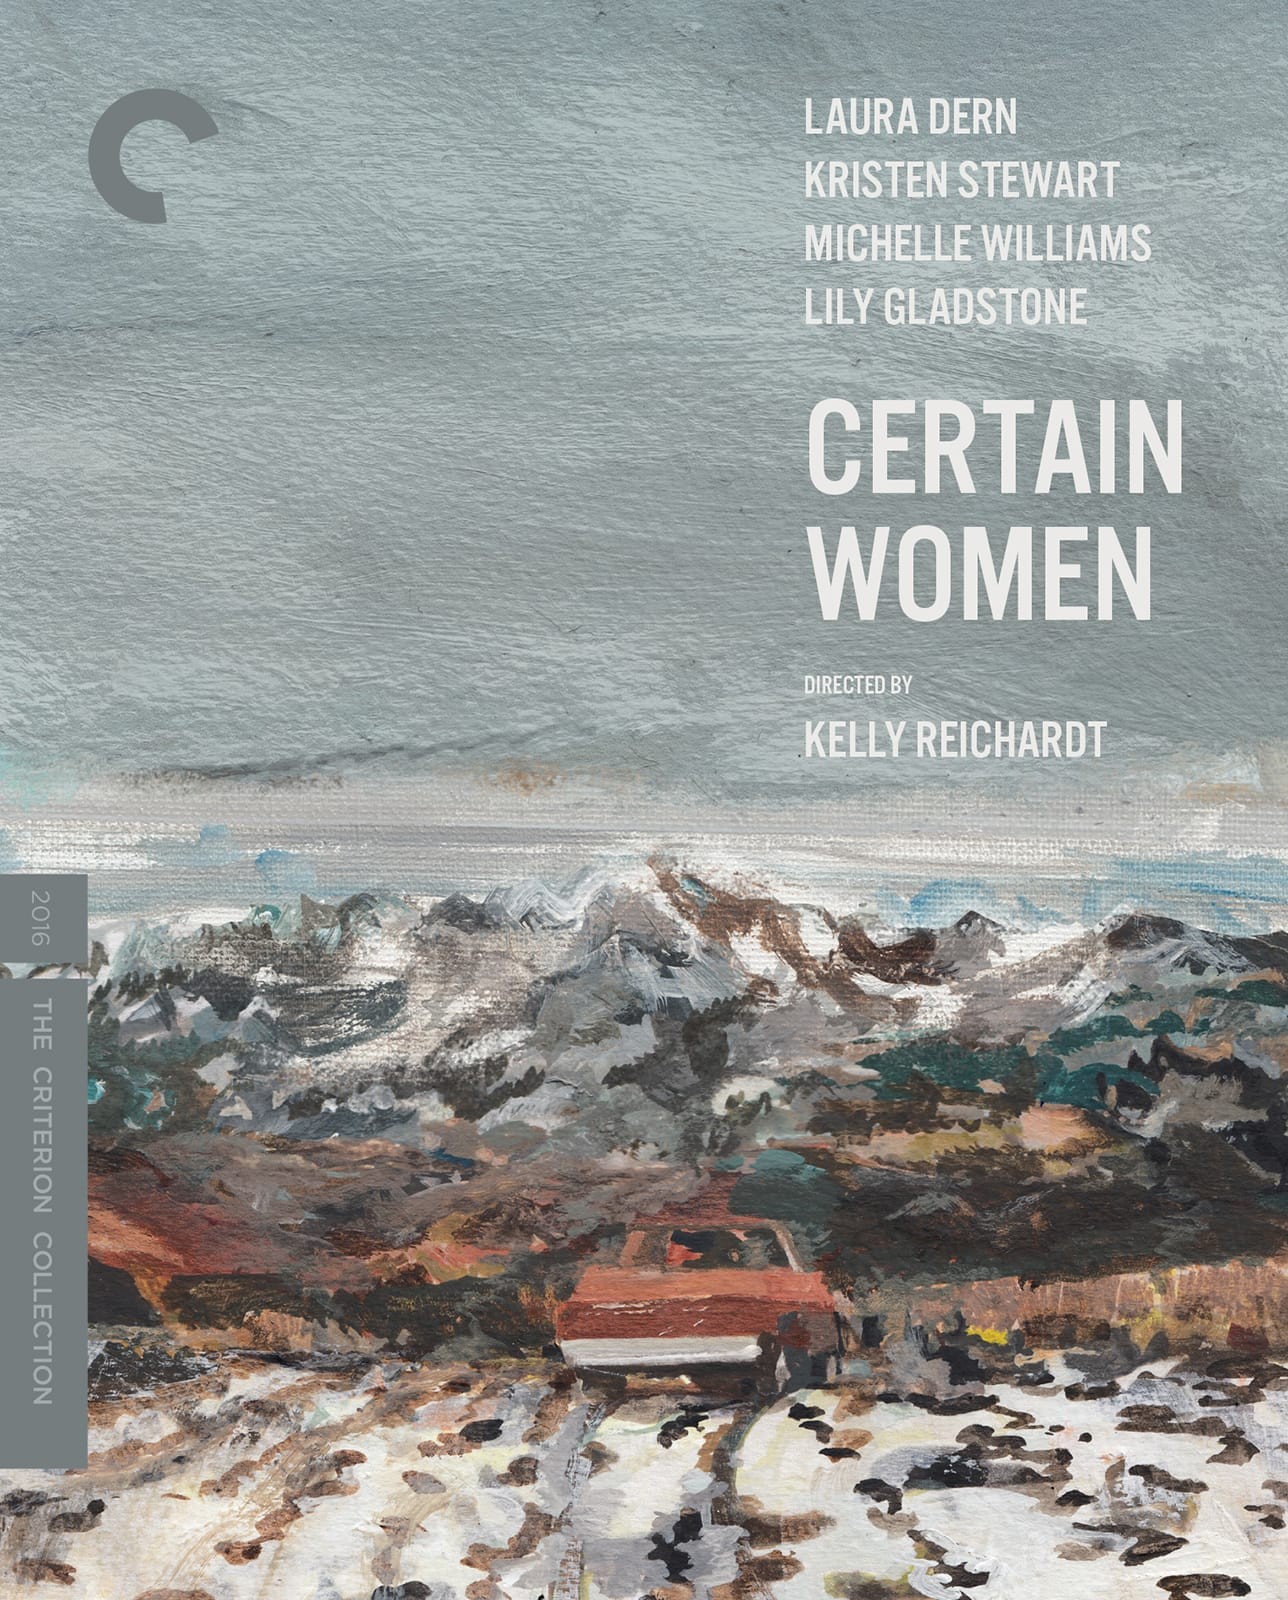 LAURA DERN
KRISTEN STEWART
MICHELLE WILLIAMS
LILY GLADSTONE
CERTAIN
WOMEN
DIRECTED BY
KELLY REICHARDT
2016
THE CRITERION COLLECTION